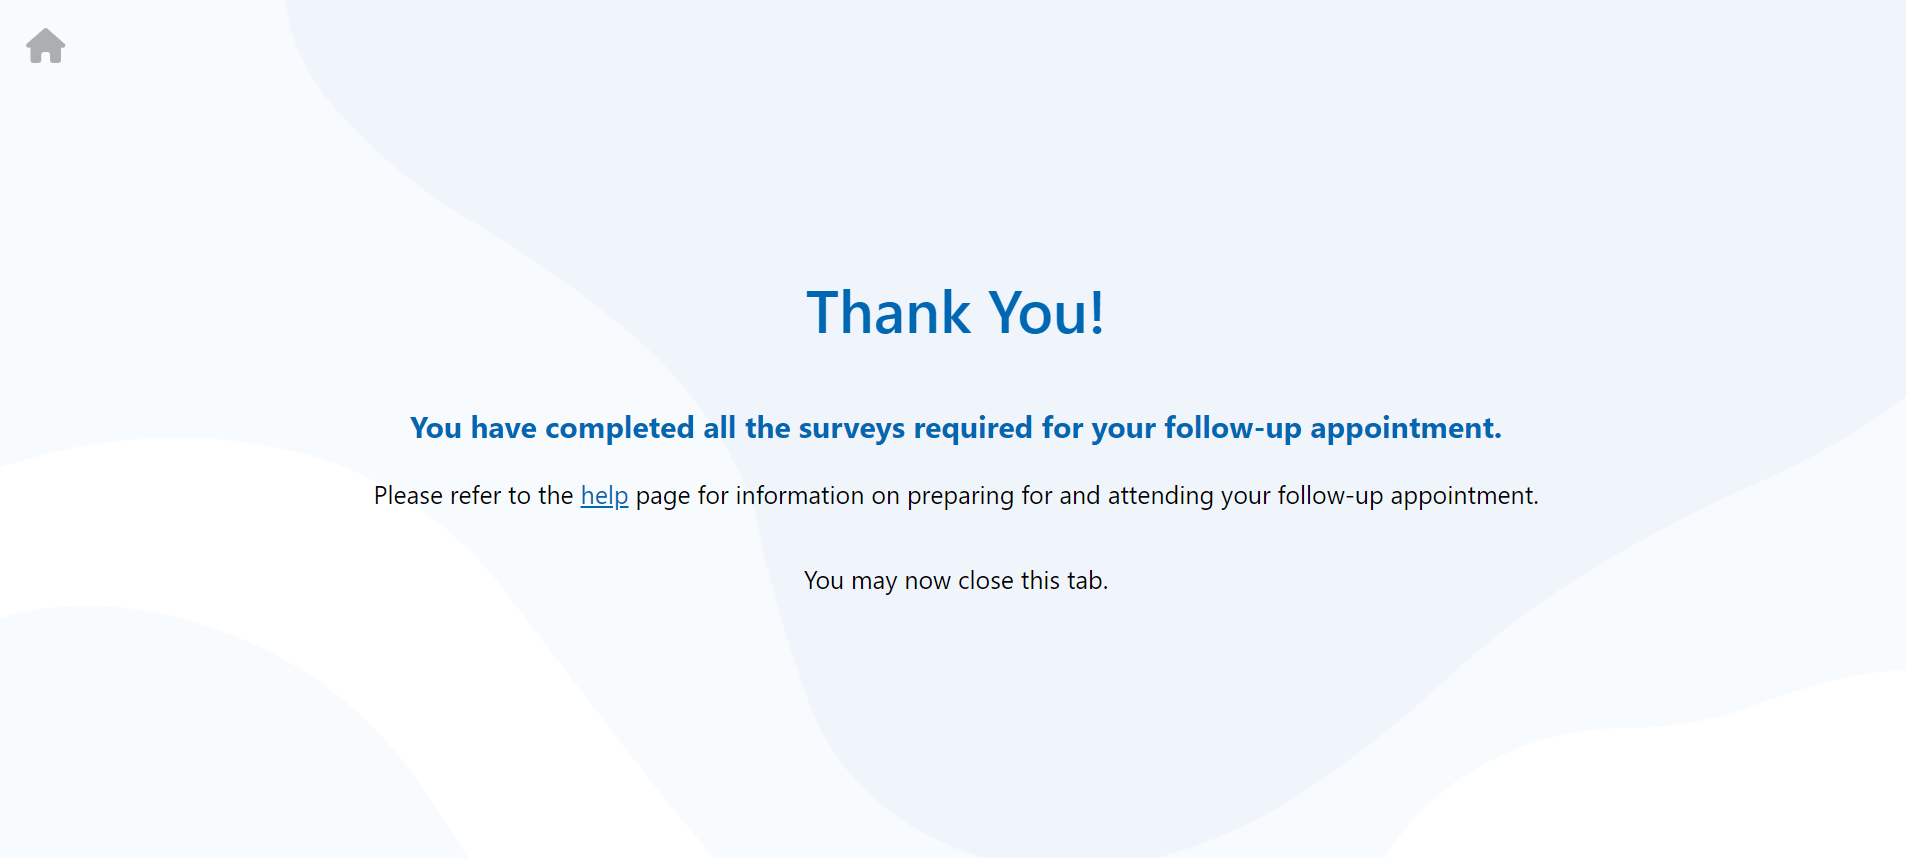 Thank You!
You have completed all the surveys required for your follow-up appointment.
Please refer to the help page for information on preparing for and attending your follow-up appointment.
You may now close this tab.